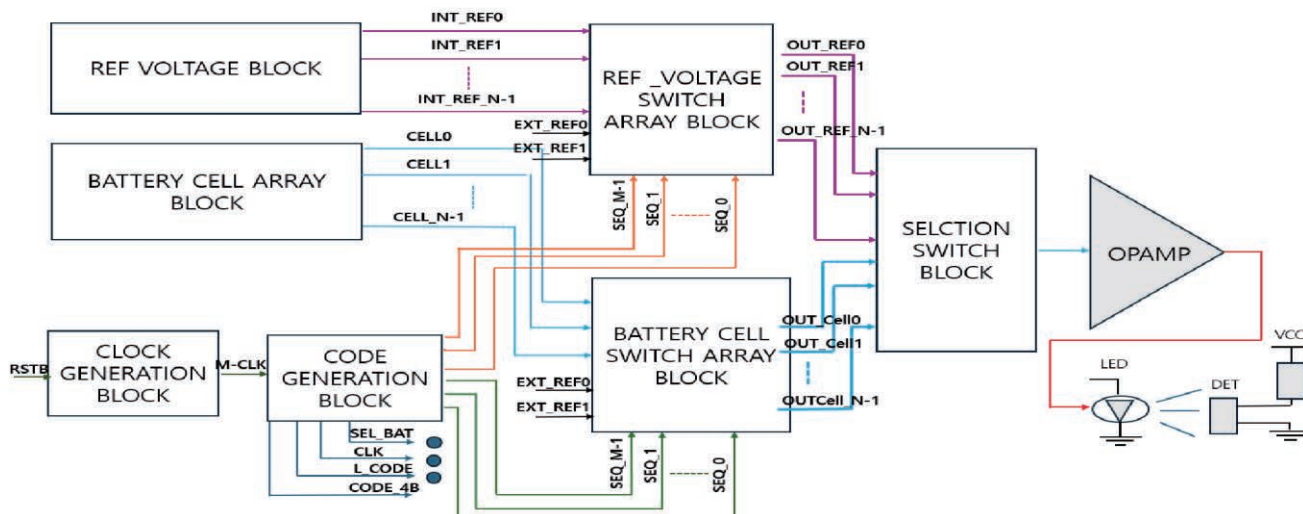 INT_REF0
REF VOLTAGE BLOCK
INT_REF1
INT_REF_N-1
REF _VOLTAGE
SWITCH
ARRAY BLOCK
EXT_REF0
EXT_REF1
OUT_REF0
OUT_REF1
OUT_REF_N-1
BATTERY CELL ARRAY
BLOCK
CELL0
CELL1
CELL_N-1
SEQ_M-1
SEQ_1
SEQ_0
SELCTION
SWITCH
BLOCK
OPAMP
CLOCK
GENERATION
BLOCK
RSTB
M-CLK
CODE
GENERATION
BLOCK
BATTERY CELL
SWITCH ARRAY
BLOCK
EXT_REF0
EXT_REF1
OUT_Cell0
OUT_Cell1
OUTCell_N-1
SEL_BAT
CLK
L_CODE
CODE_4B
SEQ_M-1
SEQ_1
SEQ_0
LED
DET
VCC